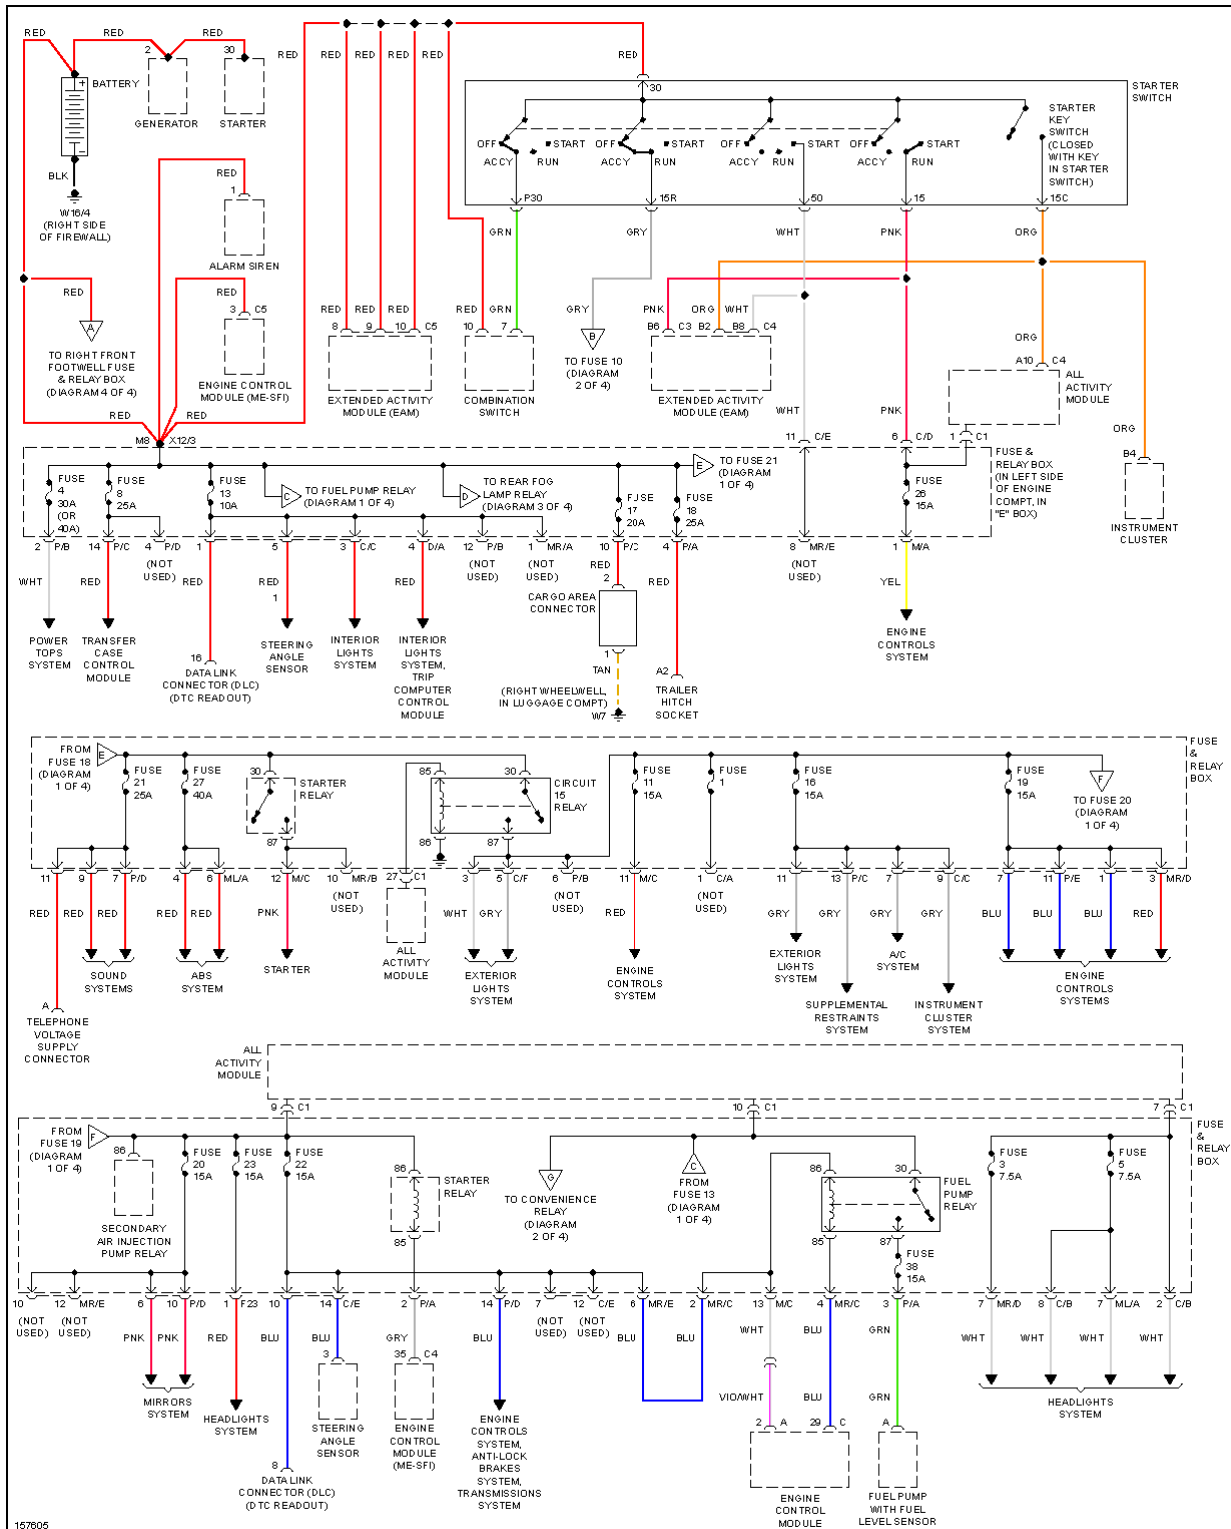 RED RED RED RED RED RED RED RED RED
2 30
BATTERY
GENERATOR
STARTER
BLK
W16/4
(RIGHT SIDE
OF FIREWALL)
RED
1
ALARM SIREN
RED
TO RIGHT FRONT
FOOTWELL FUSE
& RELAY BOX
(DIAGRAM 4 OF 4)
A
RED
3 C5
ENGINE CONTROL
MODULE (ME-SFI)
RED RED
RED RED RED
8 9 10 C5
EXTENDED ACTIVITY
MODULE (EAM)
RED GRN
10 7
COMBINATION
SWITCH
30
STARTER
SWITCH
STARTER
KEY
SWITCH
(CLOSED
WITH KEY
IN STARTER
SWITCH)
OFF START OFF START OFF START OFF START
ACCY RUN ACCY RUN ACCY RUN ACCY RUN
P30 15R 50 15 15C
GRN GRY WHT PNK ORG
GRY
B
TO FUSE 10
(DIAGRAM
2 OF 4)
PNK ORG WHT
B6 C3 B2 B8 C4
EXTENDED ACTIVITY
MODULE (EAM)
WHT PNK
ORG
A10 C4
ALL
ACTIVITY
MODULE
ORG
B4
INSTRUMENT
CLUSTER
M8 X12/3
11 C/E 6 C/D 1 C1
FUSE &
RELAY BOX
(IN LEFT SIDE
OF ENGINE
COMPT, IN
"E" BOX)
FUSE
4
30A
(OR
40A)
FUSE
8
25A
FUSE
13
10A
C
TO FUEL PUMP RELAY
(DIAGRAM 1 OF 4)
D
TO REAR FOG
LAMP RELAY
(DIAGRAM 3 OF 4)
FUSE
17
20A
FUSE
18
25A
E
TO FUSE 21
(DIAGRAM
1 OF 4)
FUSE
26
15A
2 P/B 14 P/C 4 P/D 1 5 3 C/C 4 D/A 12 P/B 1 MR/A 10 P/C 4 P/A 8 MR/E 1 M/A
(NOT
USED)
(NOT
USED)
(NOT
USED)
(NOT
USED)
WHT RED RED RED RED RED RED RED YEL
1
POWER
TOPS
SYSTEM
TRANSFER
CASE
CONTROL
MODULE
16
DATA LINK
CONNECTOR (DLC)
(DTC READOUT)
STEERING
ANGLE
SENSOR
INTERIOR
LIGHTS
SYSTEM
INTERIOR
LIGHTS
SYSTEM,
TRIP
COMPUTER
CONTROL
MODULE
2
CARGO AREA
CONNECTOR
1
TAN
(RIGHT WHEELWELL,
IN LUGGAGE COMPT)
W7
A2
TRAILER
HITCH
SOCKET
ENGINE
CONTROLS
SYSTEM
FROM
FUSE 18
(DIAGRAM
1 OF 4)
E
FUSE
21
25A
FUSE
27
40A
30
STARTER
RELAY
87
85 30
CIRCUIT
15
RELAY
86 87
FUSE
11
15A
FUSE
1
FUSE
16
15A
FUSE
19
15A
F
TO FUSE 20
(DIAGRAM
1 OF 4)
FUSE
&
RELAY
BOX
11 9 7 P/D 4 6 ML/A 12 M/C 10 MR/B 27 C1 3 5 C/F 6 P/B 11 M/C 1 C/A 11 13 P/C 7 9 C/C 7 11 P/E 1 3 MR/D
(NOT
USED)
(NOT
USED)
(NOT
USED)
RED RED RED RED RED PNK WHT GRY RED GRY GRY GRY GRY BLU BLU BLU RED
SOUND
SYSTEMS
ABS
SYSTEM
STARTER
ALL
ACTIVITY
MODULE
EXTERIOR
LIGHTS
SYSTEM
ENGINE
CONTROLS
SYSTEM
EXTERIOR
LIGHTS
SYSTEM
SUPPLEMENTAL
RESTRAINTS
SYSTEM
A/C
SYSTEM
INSTRUMENT
CLUSTER
SYSTEM
ENGINE
CONTROLS
SYSTEMS
A
TELEPHONE
VOLTAGE
SUPPLY
CONNECTOR
ALL
ACTIVITY
MODULE
9 C1 10 C1 7 C1
FROM
FUSE 19
(DIAGRAM
1 OF 4)
F
86
SECONDARY
AIR INJECTION
PUMP RELAY
FUSE
20
15A
FUSE
23
15A
FUSE
22
15A
86
STARTER
RELAY
85
G
TO CONVENIENCE
RELAY
(DIAGRAM
2 OF 4)
C
FROM
FUSE 13
(DIAGRAM
1 OF 4)
86 30
FUEL
PUMP
RELAY
85 87
FUSE
38
15A
FUSE
3
7.5A
FUSE
5
7.5A
FUSE
&
RELAY
BOX
10 12 MR/E 6 10 P/D 1 F23 10 14 C/E 2 P/A 14 P/D 7 12 C/E 6 MR/E 2 MR/C 13 M/C 4 MR/C 3 P/A 7 MR/D 8 C/B 7 ML/A 2 C/B
(NOT
USED)
(NOT
USED)
(NOT
USED)
(NOT
USED)
PNK PNK RED BLU BLU GRY BLU BLU BLU WHT BLU GRN WHT WHT WHT WHT
MIRRORS
SYSTEM
HEADLIGHTS
SYSTEM
8
DATA LINK
CONNECTOR (DLC)
(DTC READOUT)
3
STEERING
ANGLE
SENSOR
35 C4
ENGINE
CONTROL
MODULE
(ME-SFI)
ENGINE
CONTROLS
SYSTEM,
ANTI-LOCK
BRAKES
SYSTEM,
TRANSMISSIONS
SYSTEM
VIO/WHT BLU GRN
2 A 29 C A
ENGINE
CONTROL
MODULE
FUEL PUMP
WITH FUEL
LEVEL SENSOR
HEADLIGHTS
SYSTEM
157605